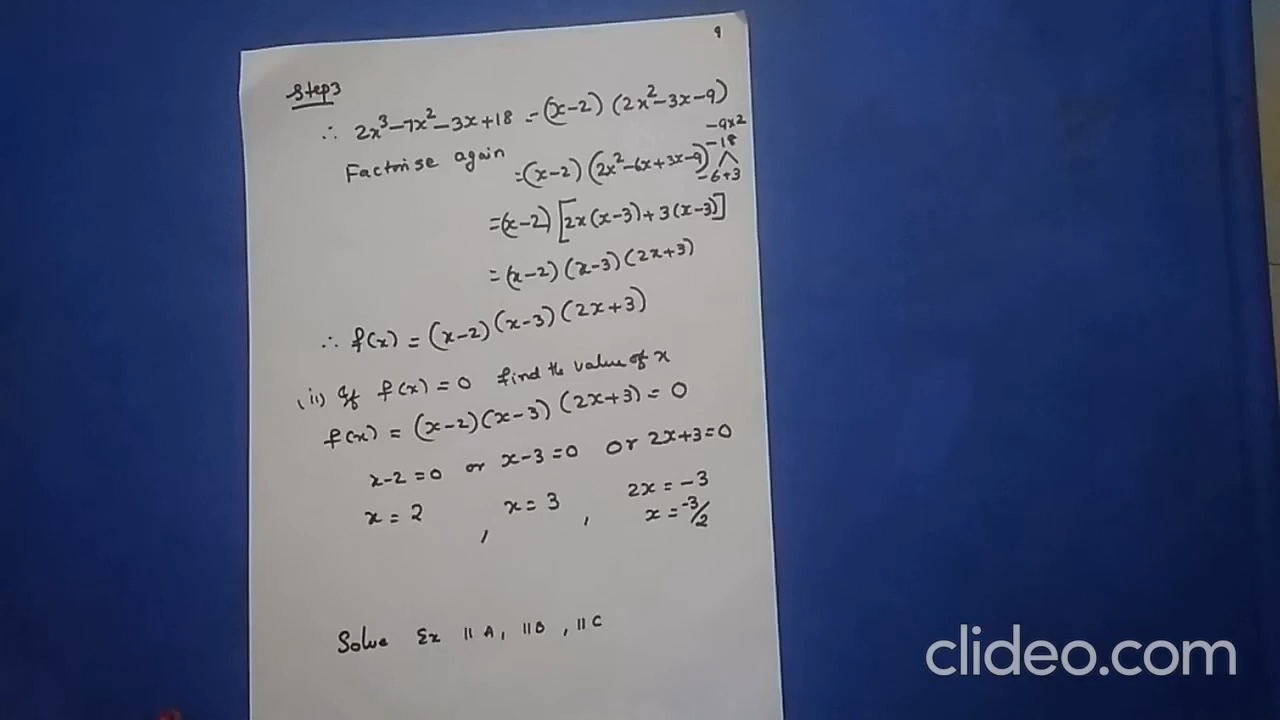 9
Step3
∴ 2x³-7x²-3x+18 = (x-2) (2x²-3x-9)
-9x2
Factorise again = (x-2) (2x²-6x+3x-9) -18
-6+3
= (x-2) [2x(x-3)+3(x-3)]
= (x-2) (x-3) (2x+3)
∴ f(x) = (x-2) (x-3) (2x+3)
(ii) If f(x) = 0 find the value of x
f(x) = (x-2) (x-3) (2x+3) = 0
x-2 = 0 or x-3 = 0 or 2x+3=0
x = 2 , x = 3 , 2x = -3
x = -3/2
Solve Ex 11 A, 11B , 11 C
clideo.com